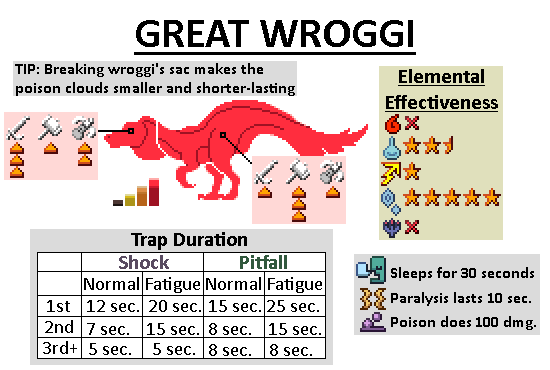 GREAT WROGGI
TIP: Breaking wroggi's sac makes the
poison clouds smaller and shorter-lasting
Elemental
Effectiveness
Trap Duration
Shock Pitfall
Normal Fatigue Normal Fatigue
1st 12 sec. 20 sec. 15 sec. 25 sec.
2nd 7 sec. 15 sec. 8 sec. 15 sec.
3rd+ 5 sec. 5 sec. 8 sec. 8 sec.
Sleeps for 30 seconds
Paralysis lasts 10 sec.
Poison does 100 dmg.